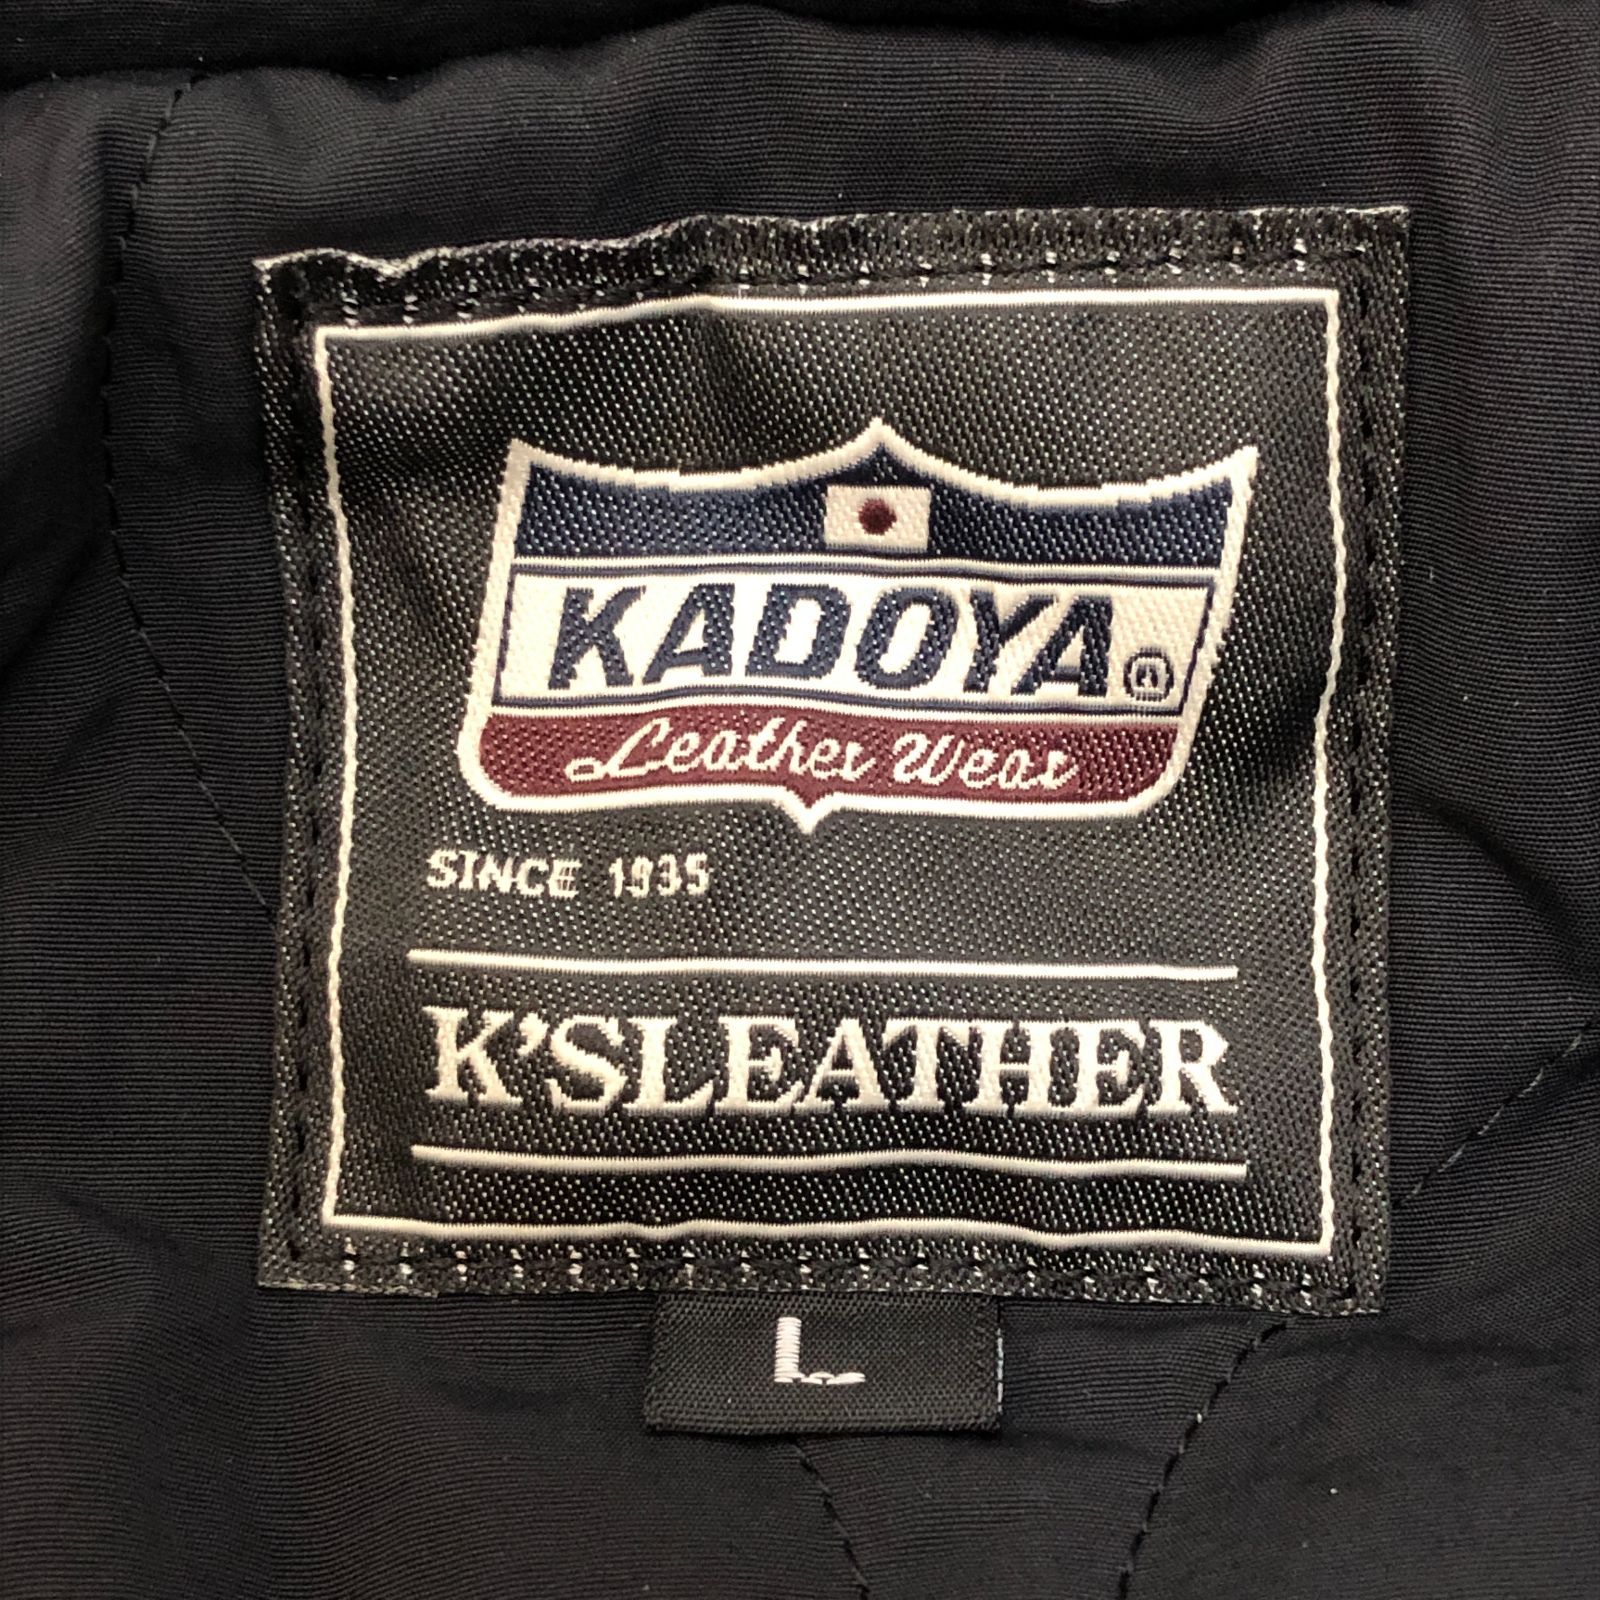 KADOYA®
Leather Wear
SINCE 1935
K'SLEATHER
L